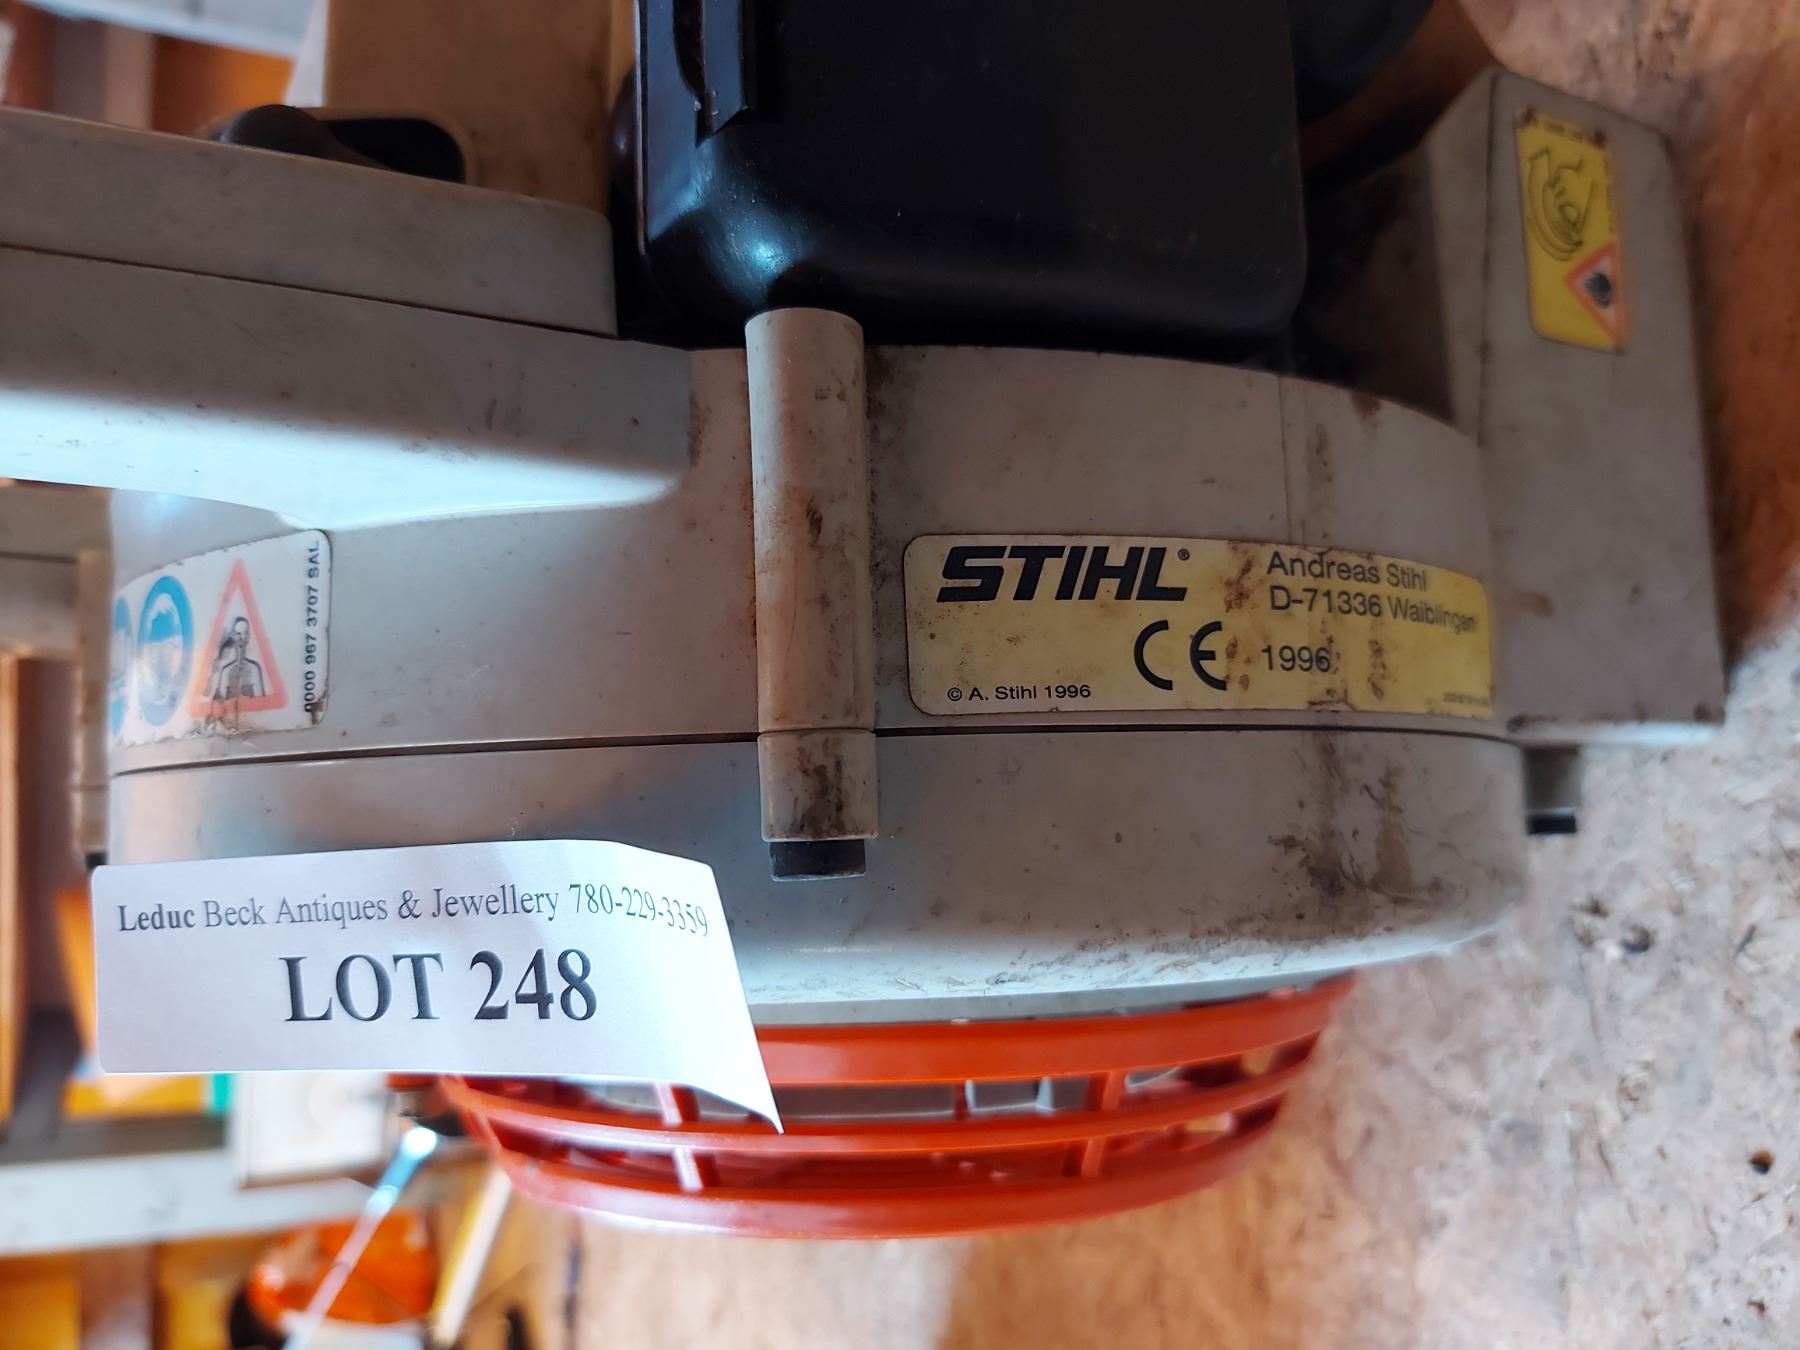 0000 967 3707 SAL
STIHL®
Andreas Stihl
D-71336 Waiblingen
CE 1996
© A. Stihl 1996
Leduc Beck Antiques & Jewellery 780-229-3359
LOT 248